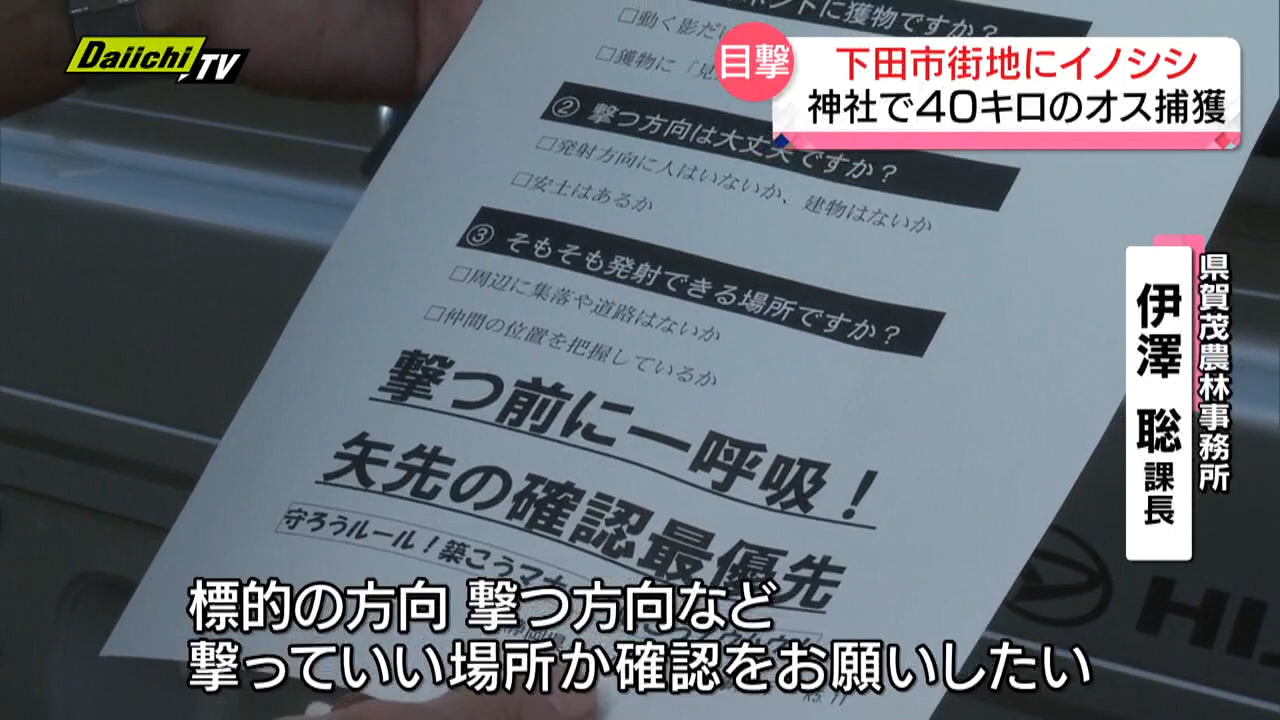 Daiichi-TV
目撃
下田市街地にイノシシ
神社で40キロのオス捕獲
県賀茂農林事務所
伊澤 聡 課長
に獲物ですか?
□動く影だ
□獲物に「見
② 撃つ方向は大丈夫ですか?
□発射方向に人はいないか、建物はないか
□安土はあるか
③ そもそも発射できる場所ですか?
□周辺に集落や道路はないか
□仲間の位置を把握しているか
撃つ前に一呼吸!
矢先の確認最優先
守ろうルール!築こうマナ
標的の方向 撃つ方向など
撃っていい場所か確認をお願いしたい
R5.11